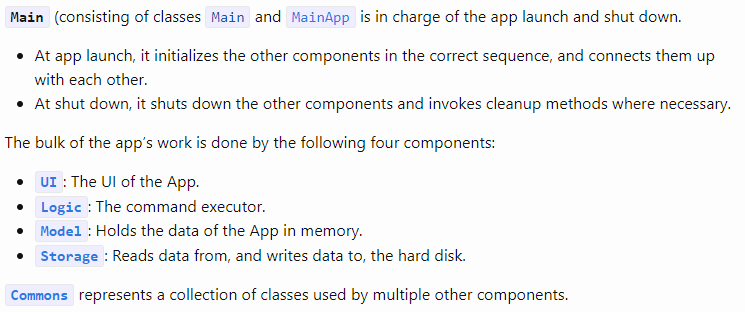 Main (consisting of classes Main and MainApp is in charge of the app launch and shut down.
• At app launch, it initializes the other components in the correct sequence, and connects them up
with each other.
• At shut down, it shuts down the other components and invokes cleanup methods where necessary.
The bulk of the app’s work is done by the following four components:
• UI: The UI of the App.
• Logic: The command executor.
• Model: Holds the data of the App in memory.
• Storage: Reads data from, and writes data to, the hard disk.
Commons represents a collection of classes used by multiple other components.